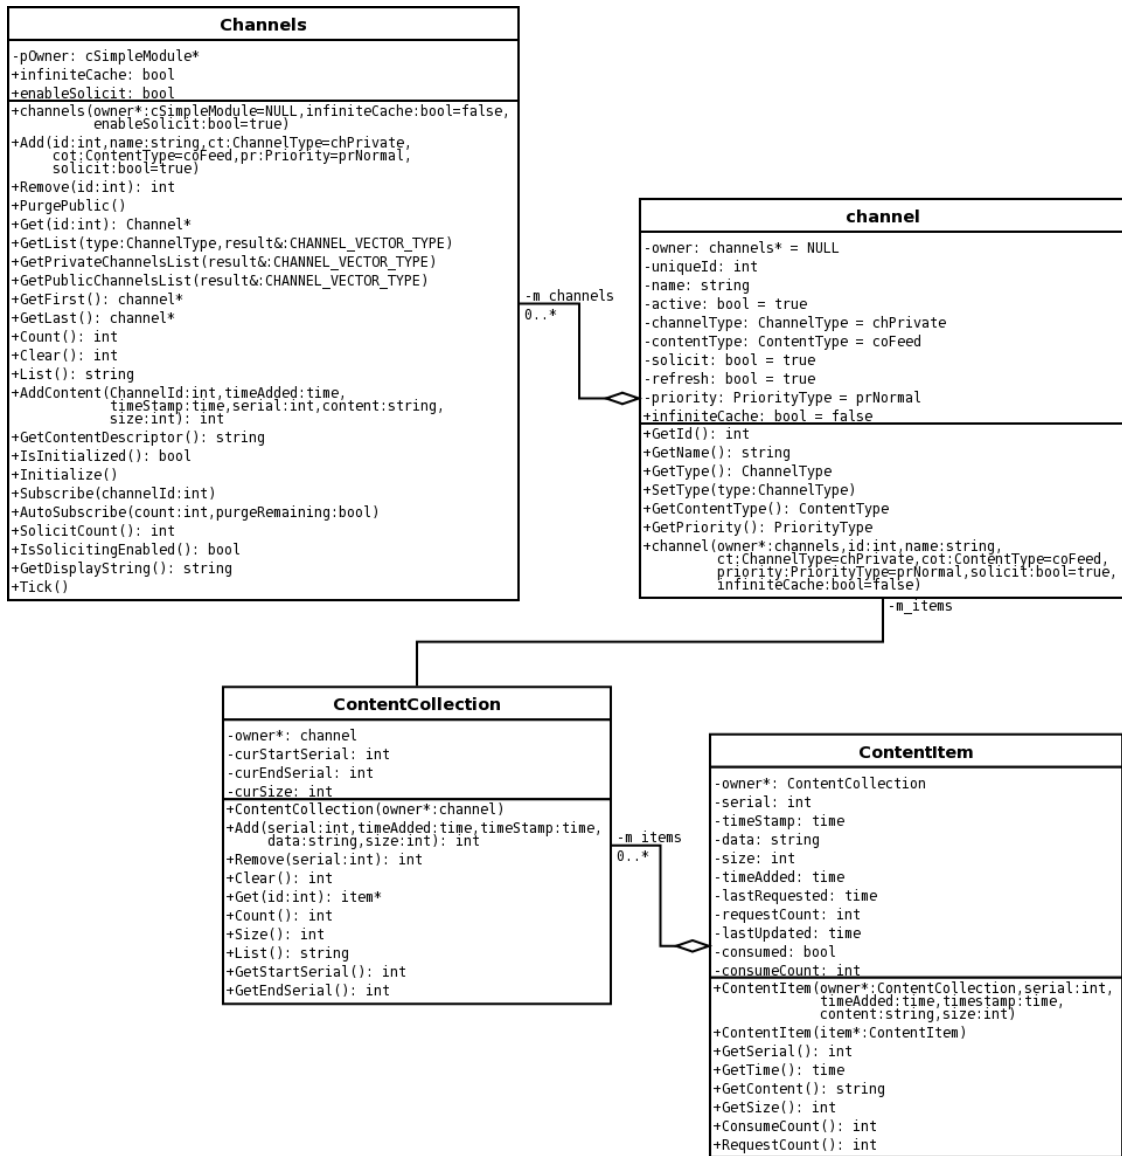 Channels
-pOwner: cSimpleModule*
+infiniteCache: bool
+enableSolicit: bool
+channels(owner*:cSimpleModule=NULL,infiniteCache:bool=false,
enableSolicit:bool=true)
+Add(id:int,name:string,ct:ChannelType=chPrivate,
cot:ContentType=coFeed,pr:Priority=prNormal,
solicit:bool=true)
+Remove(id:int): int
+PurgePublic()
+Get(id:int): Channel*
+GetList(type:ChannelType,result&:CHANNEL_VECTOR_TYPE)
+GetPrivateChannelsList(result&:CHANNEL_VECTOR_TYPE)
+GetPublicChannelsList(result&:CHANNEL_VECTOR_TYPE)
+GetFirst(): channel*
+GetLast(): channel*
+Count(): int
+Clear(): int
+List(): string
+AddContent(ChannelId:int,timeAdded:time,
timeStamp:time,serial:int,content:string,
size:int): int
+GetContentDescriptor(): string
+IsInitialized(): bool
+Initialize()
+Subscribe(channelId:int)
+AutoSubscribe(count:int,purgeRemaining:bool)
+SolicitCount(): int
+IsSolicitingEnabled(): bool
+GetDisplayString(): string
+Tick()
-m_channels
0..*
channel
-owner: channels* = NULL
-uniqueId: int
-name: string
-active: bool = true
-channelType: ChannelType = chPrivate
-contentType: ContentType = coFeed
-solicit: bool = true
-refresh: bool = true
-priority: PriorityType = prNormal
+infiniteCache: bool = false
+GetId(): int
+GetName(): string
+GetType(): ChannelType
+SetType(type:ChannelType)
+GetContentType(): ContentType
+GetPriority(): PriorityType
+channel(owner*:channels,id:int,name:string,
ct:ChannelType=chPrivate,cot:ContentType=coFeed,
priority:PriorityType=prNormal,solicit:bool=true,
infiniteCache:bool=false)
-m_items
ContentCollection
-owner*: channel
-curStartSerial: int
-curEndSerial: int
-curSize: int
+ContentCollection(owner*:channel)
+Add(serial:int,timeAdded:time,timeStamp:time,
data:string,size:int): int
+Remove(serial:int): int
+Clear(): int
+Get(id:int): item*
+Count(): int
+Size(): int
+List(): string
+GetStartSerial(): int
+GetEndSerial(): int
-m_items
0..*
ContentItem
-owner*: ContentCollection
-serial: int
-timeStamp: time
-data: string
-size: int
-timeAdded: time
-lastRequested: time
-requestCount: int
-lastUpdated: time
-consumed: bool
-consumeCount: int
+ContentItem(owner*:ContentCollection,serial:int,
timeAdded:time,timestamp:time,
content:string,size:int)
+ContentItem(item*:ContentItem)
+GetSerial(): int
+GetTime(): time
+GetContent(): string
+GetSize(): int
+ConsumeCount(): int
+RequestCount(): int